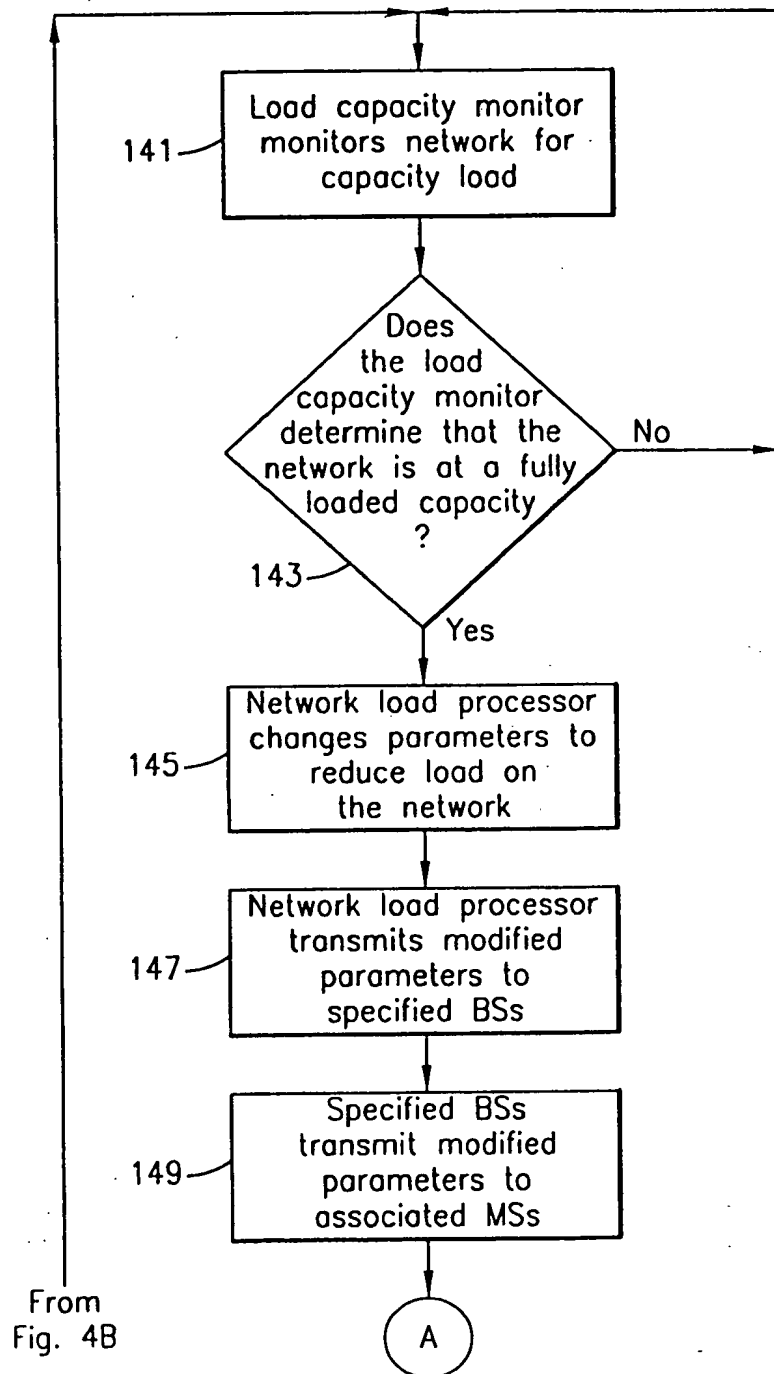 141
Load capacity monitor
monitors network for
capacity load
Does
the load
capacity monitor
determine that the
network is at a fully
loaded capacity
?
No
143
Yes
145
Network load processor
changes parameters to
reduce load on
the network
147
Network load processor
transmits modified
parameters to
specified BSs
149
Specified BSs
transmit modified
parameters to
associated MSs
From
Fig. 4B
A